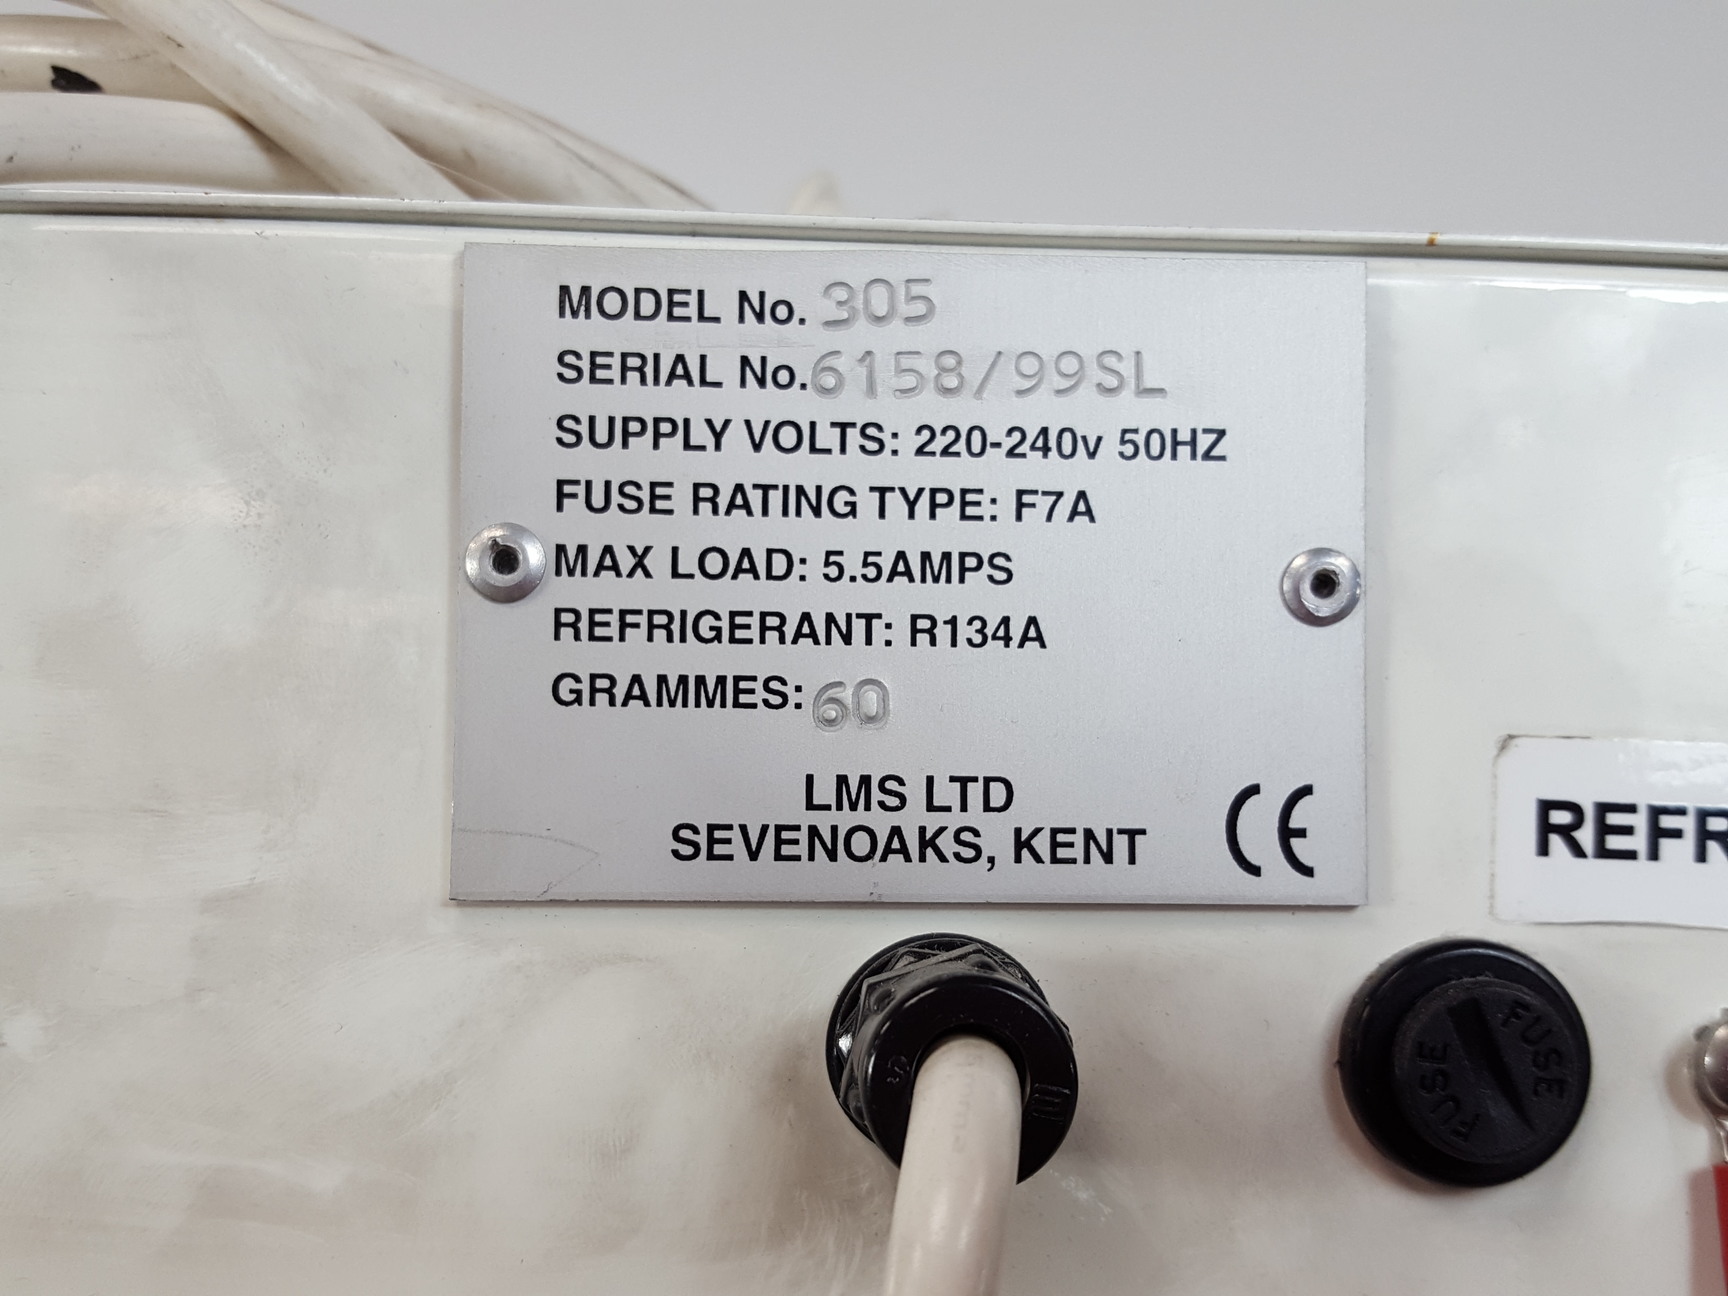 MODEL No. 305
SERIAL No. 6158/99SL
SUPPLY VOLTS: 220-240v 50HZ
FUSE RATING TYPE: F7A
MAX LOAD: 5.5AMPS
REFRIGERANT: R134A
GRAMMES: 60
LMS LTD
SEVENOAKS, KENT
CE
REFR
FUSE
FUSE